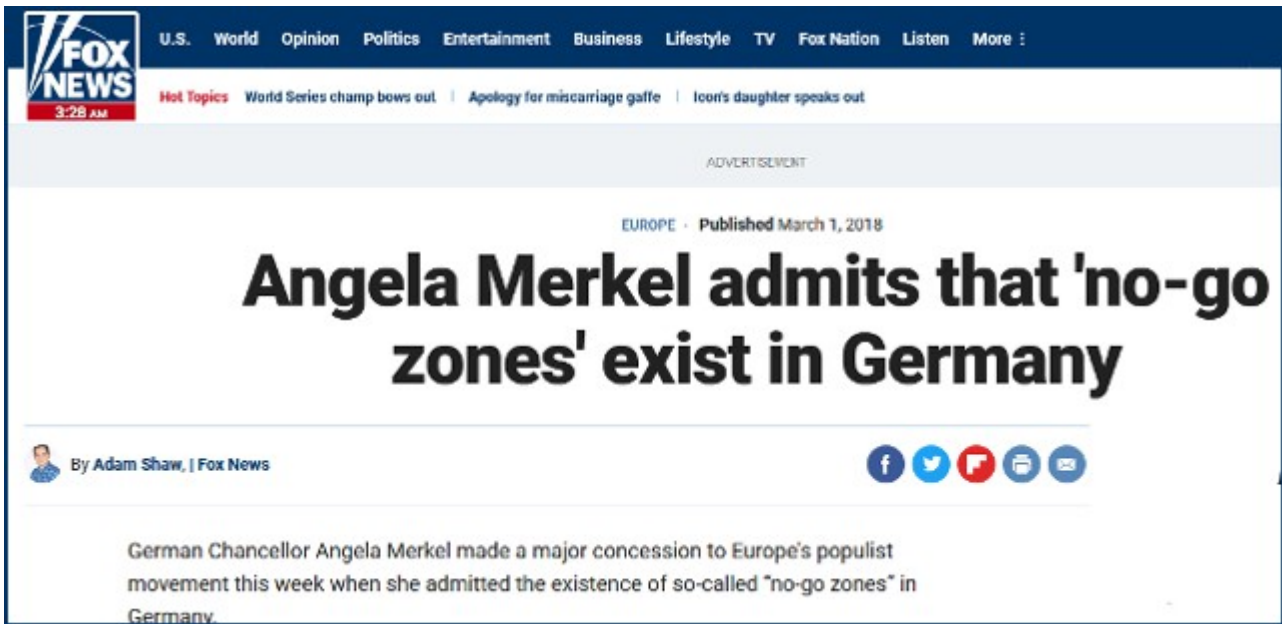 FOX
NEWS
3:28 AM
U.S. World Opinion Politics Entertainment Business Lifestyle TV Fox Nation Listen More
Hot Topics World Series champ bows out | Apology for miscarriage gaffe | Icon's daughter speaks out
ADVERTISEMENT
EUROPE · Published March 1, 2018
Angela Merkel admits that 'no-go
zones' exist in Germany
By Adam Shaw, | Fox News
German Chancellor Angela Merkel made a major concession to Europe's populist
movement this week when she admitted the existence of so-called "no-go zones" in
Germany.